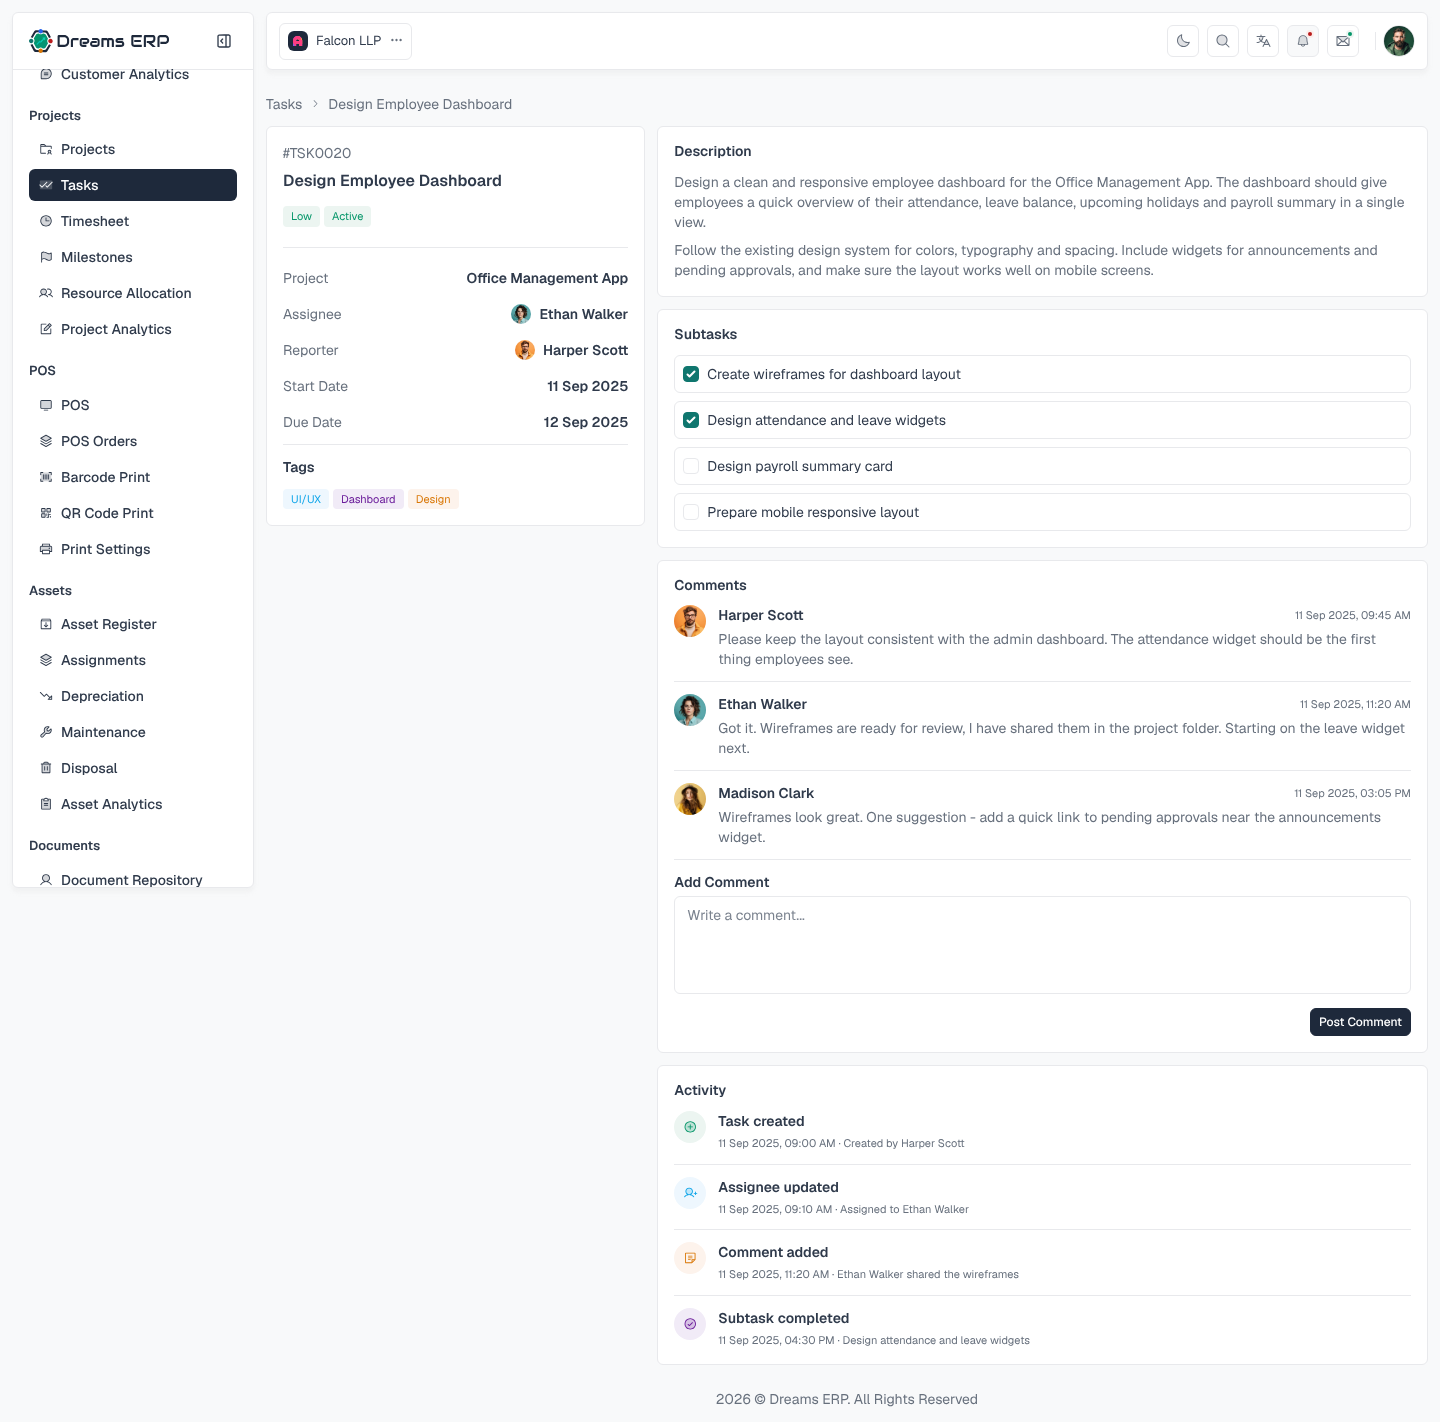 Dreams ERP
Customer Analytics
Projects
Projects
Tasks
Timesheet
Milestones
Resource Allocation
Project Analytics
POS
POS
POS Orders
Barcode Print
QR Code Print
Print Settings
Assets
Asset Register
Assignments
Depreciation
Maintenance
Disposal
Asset Analytics
Documents
Document Repository
Falcon LLP
Tasks
Design Employee Dashboard
#TSK0020
Design Employee Dashboard
Low Active
Project Office Management App
Assignee Ethan Walker
Reporter Harper Scott
Start Date 11 Sep 2025
Due Date 12 Sep 2025
Tags
UI/UX Dashboard Design
Description
Design a clean and responsive employee dashboard for the Office Management App. The dashboard should give
employees a quick overview of their attendance, leave balance, upcoming holidays and payroll summary in a single
view.
Follow the existing design system for colors, typography and spacing. Include widgets for announcements and
pending approvals, and make sure the layout works well on mobile screens.
Subtasks
Create wireframes for dashboard layout
Design attendance and leave widgets
Design payroll summary card
Prepare mobile responsive layout
Comments
Harper Scott 11 Sep 2025, 09:45 AM
Please keep the layout consistent with the admin dashboard. The attendance widget should be the first
thing employees see.
Ethan Walker 11 Sep 2025, 11:20 AM
Got it. Wireframes are ready for review, I have shared them in the project folder. Starting on the leave widget
next.
Madison Clark 11 Sep 2025, 03:05 PM
Wireframes look great. One suggestion - add a quick link to pending approvals near the announcements
widget.
Add Comment
Write a comment...
Post Comment
Activity
Task created
11 Sep 2025, 09:00 AM · Created by Harper Scott
Assignee updated
11 Sep 2025, 09:10 AM · Assigned to Ethan Walker
Comment added
11 Sep 2025, 11:20 AM · Ethan Walker shared the wireframes
Subtask completed
11 Sep 2025, 04:30 PM · Design attendance and leave widgets
2026 © Dreams ERP. All Rights Reserved